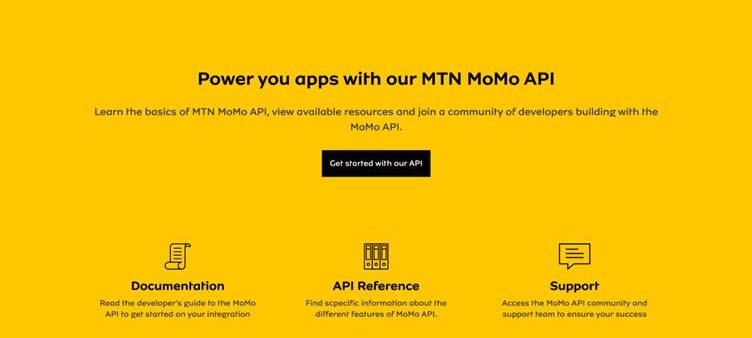 Power you apps with our MTN MoMo API
Learn the basics of MTN MoMo API, view available resources and join a community of developers building with the
MoMo API.
Get started with our API
Documentation
Read the developer's guide to the MoMo
API to get started on your integration
API Reference
Find scpecific information about the
different features of MoMo API.
Support
Access the MoMo API community and
support team to ensure your success